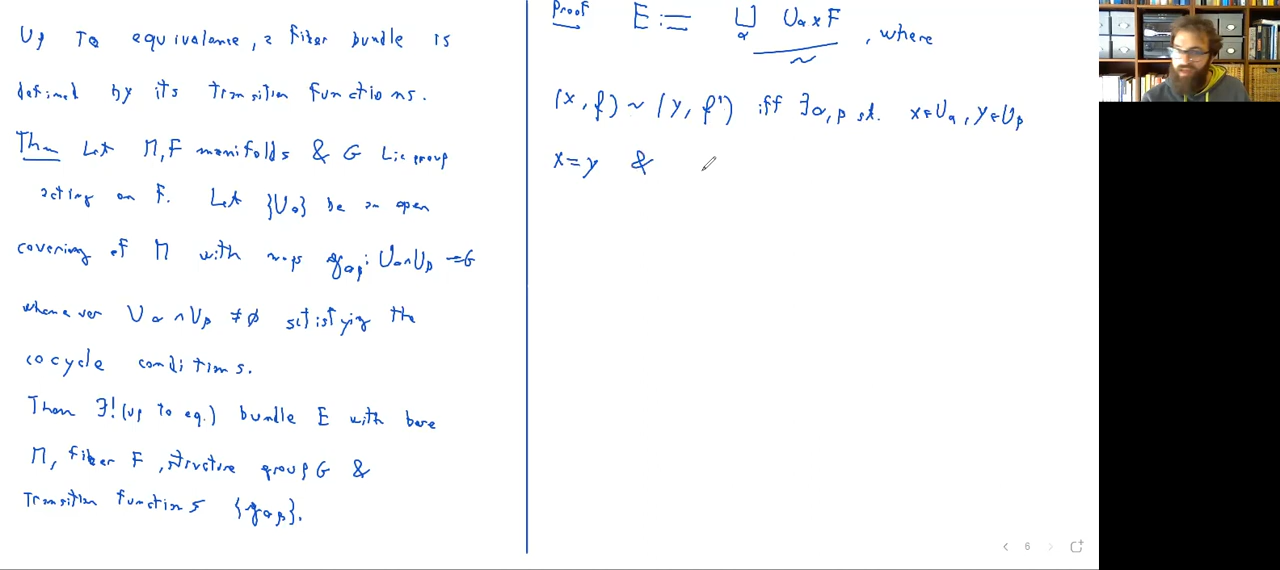 Up to equivalence, a fiber bundle is
defined by its transition functions.
Thm Let M, F manifolds & G Lie group
acting on F. Let {Uα} be an open
covering of M with maps gαβ: Uα∩Uβ → G
whenever Uα∩Uβ ≠ ∅ satisfying the
cocycle conditions.
Then ∃! (up to eq.) bundle E with base
M, fiber F, structure group G &
transition functions {gαβ}.
Proof E := ⨆α Uα×F / ~ , where
(x, f) ~ (y, f') iff ∃α,β st. x∈Uα, y∈Uβ
x=y &
6